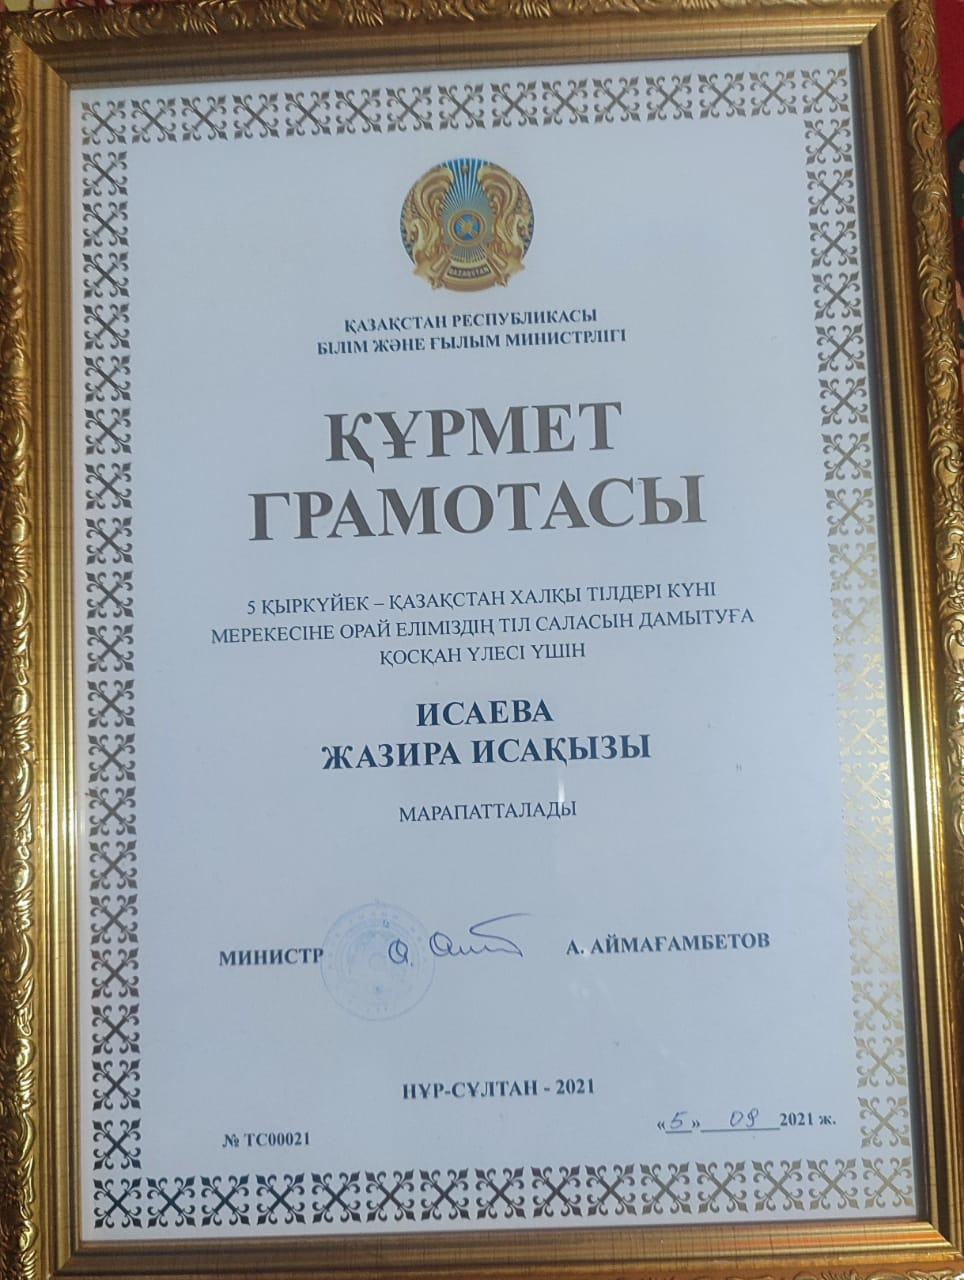 QAZAQSTAN
ҚАЗАҚСТАН РЕСПУБЛИКАСЫ
БІЛІМ ЖӘНЕ ҒЫЛЫМ МИНИСТРЛІГІ
ҚҰРМЕТ
ГРАМОТАСЫ
5 ҚЫРКҮЙЕК – ҚАЗАҚСТАН ХАЛҚЫ ТІЛДЕРІ КҮНІ
МЕРЕКЕСІНЕ ОРАЙ ЕЛІМІЗДІҢ ТІЛ САЛАСЫН ДАМЫТУҒА
ҚОСҚАН ҮЛЕСІ ҮШІН
ИСАЕВА
ЖАЗИРА ИСАҚЫЗЫ
МАРАПАТТАЛАДЫ
МИНИСТР А. АЙМАҒАМБЕТОВ
НҰР-СҰЛТАН - 2021
«5» 09 2021 ж.
№ ТС00021